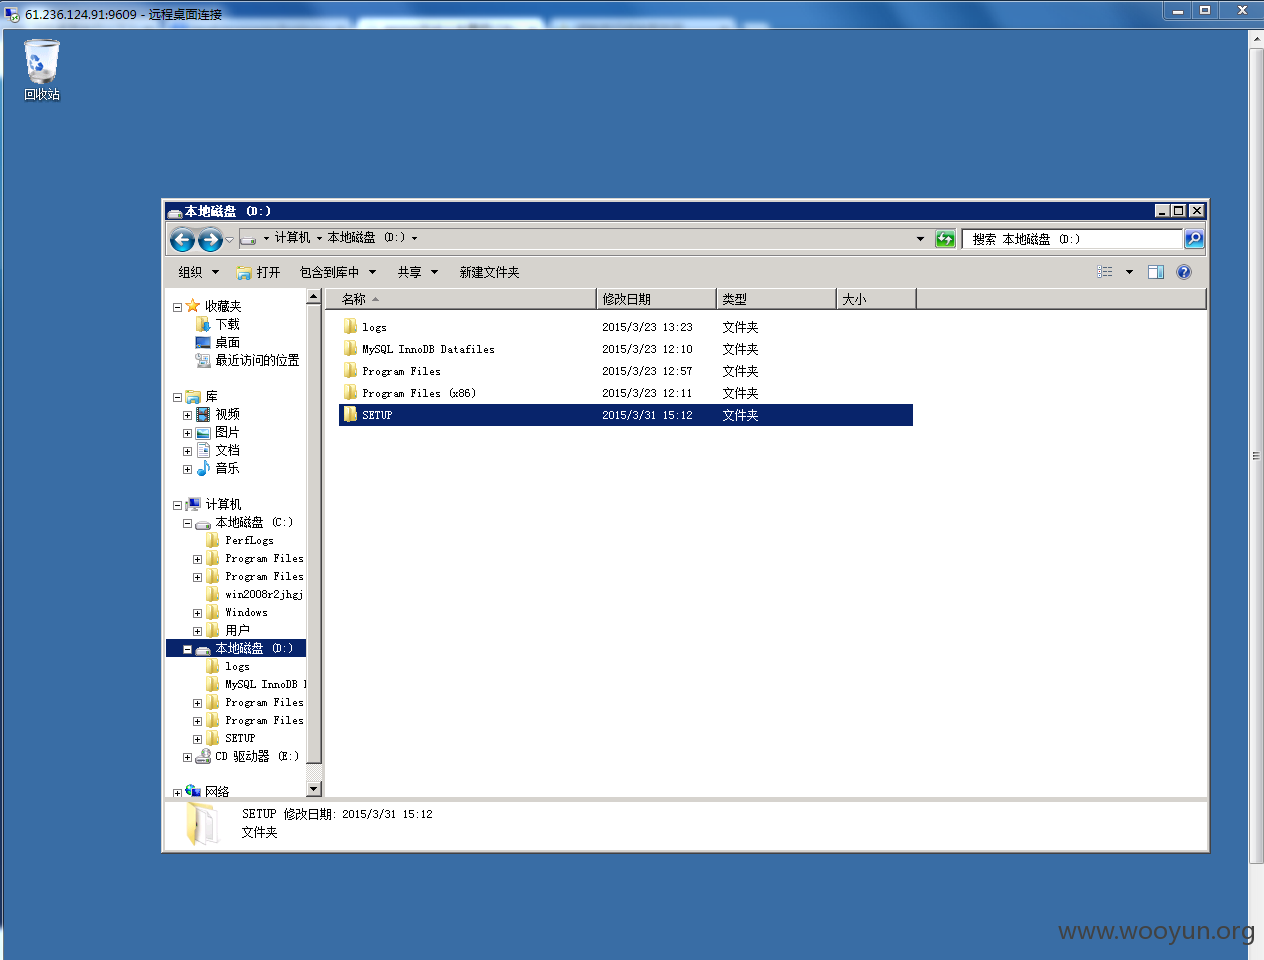 61.236.124.91:9609 - 远程桌面连接
回收站
本地磁盘 (D:)
计算机 本地磁盘 (D:)
搜索 本地磁盘 (D:)
组织 打开 包含到库中 共享 新建文件夹
名称 修改日期 类型 大小
logs 2015/3/23 13:23 文件夹
MySQL InnoDB Datafiles 2015/3/23 12:10 文件夹
Program Files 2015/3/23 12:57 文件夹
Program Files (x86) 2015/3/23 12:11 文件夹
SETUP 2015/3/31 15:12 文件夹
收藏夹
下载
桌面
最近访问的位置
库
视频
图片
文档
音乐
计算机
本地磁盘 (C:)
PerfLogs
Program Files
Program Files
win2008r2jhgj
Windows
用户
本地磁盘 (D:)
logs
MySQL InnoDB
Program Files
Program Files
SETUP
CD 驱动器 (E:)
网络
SETUP 修改日期: 2015/3/31 15:12
文件夹
www.wooyun.org